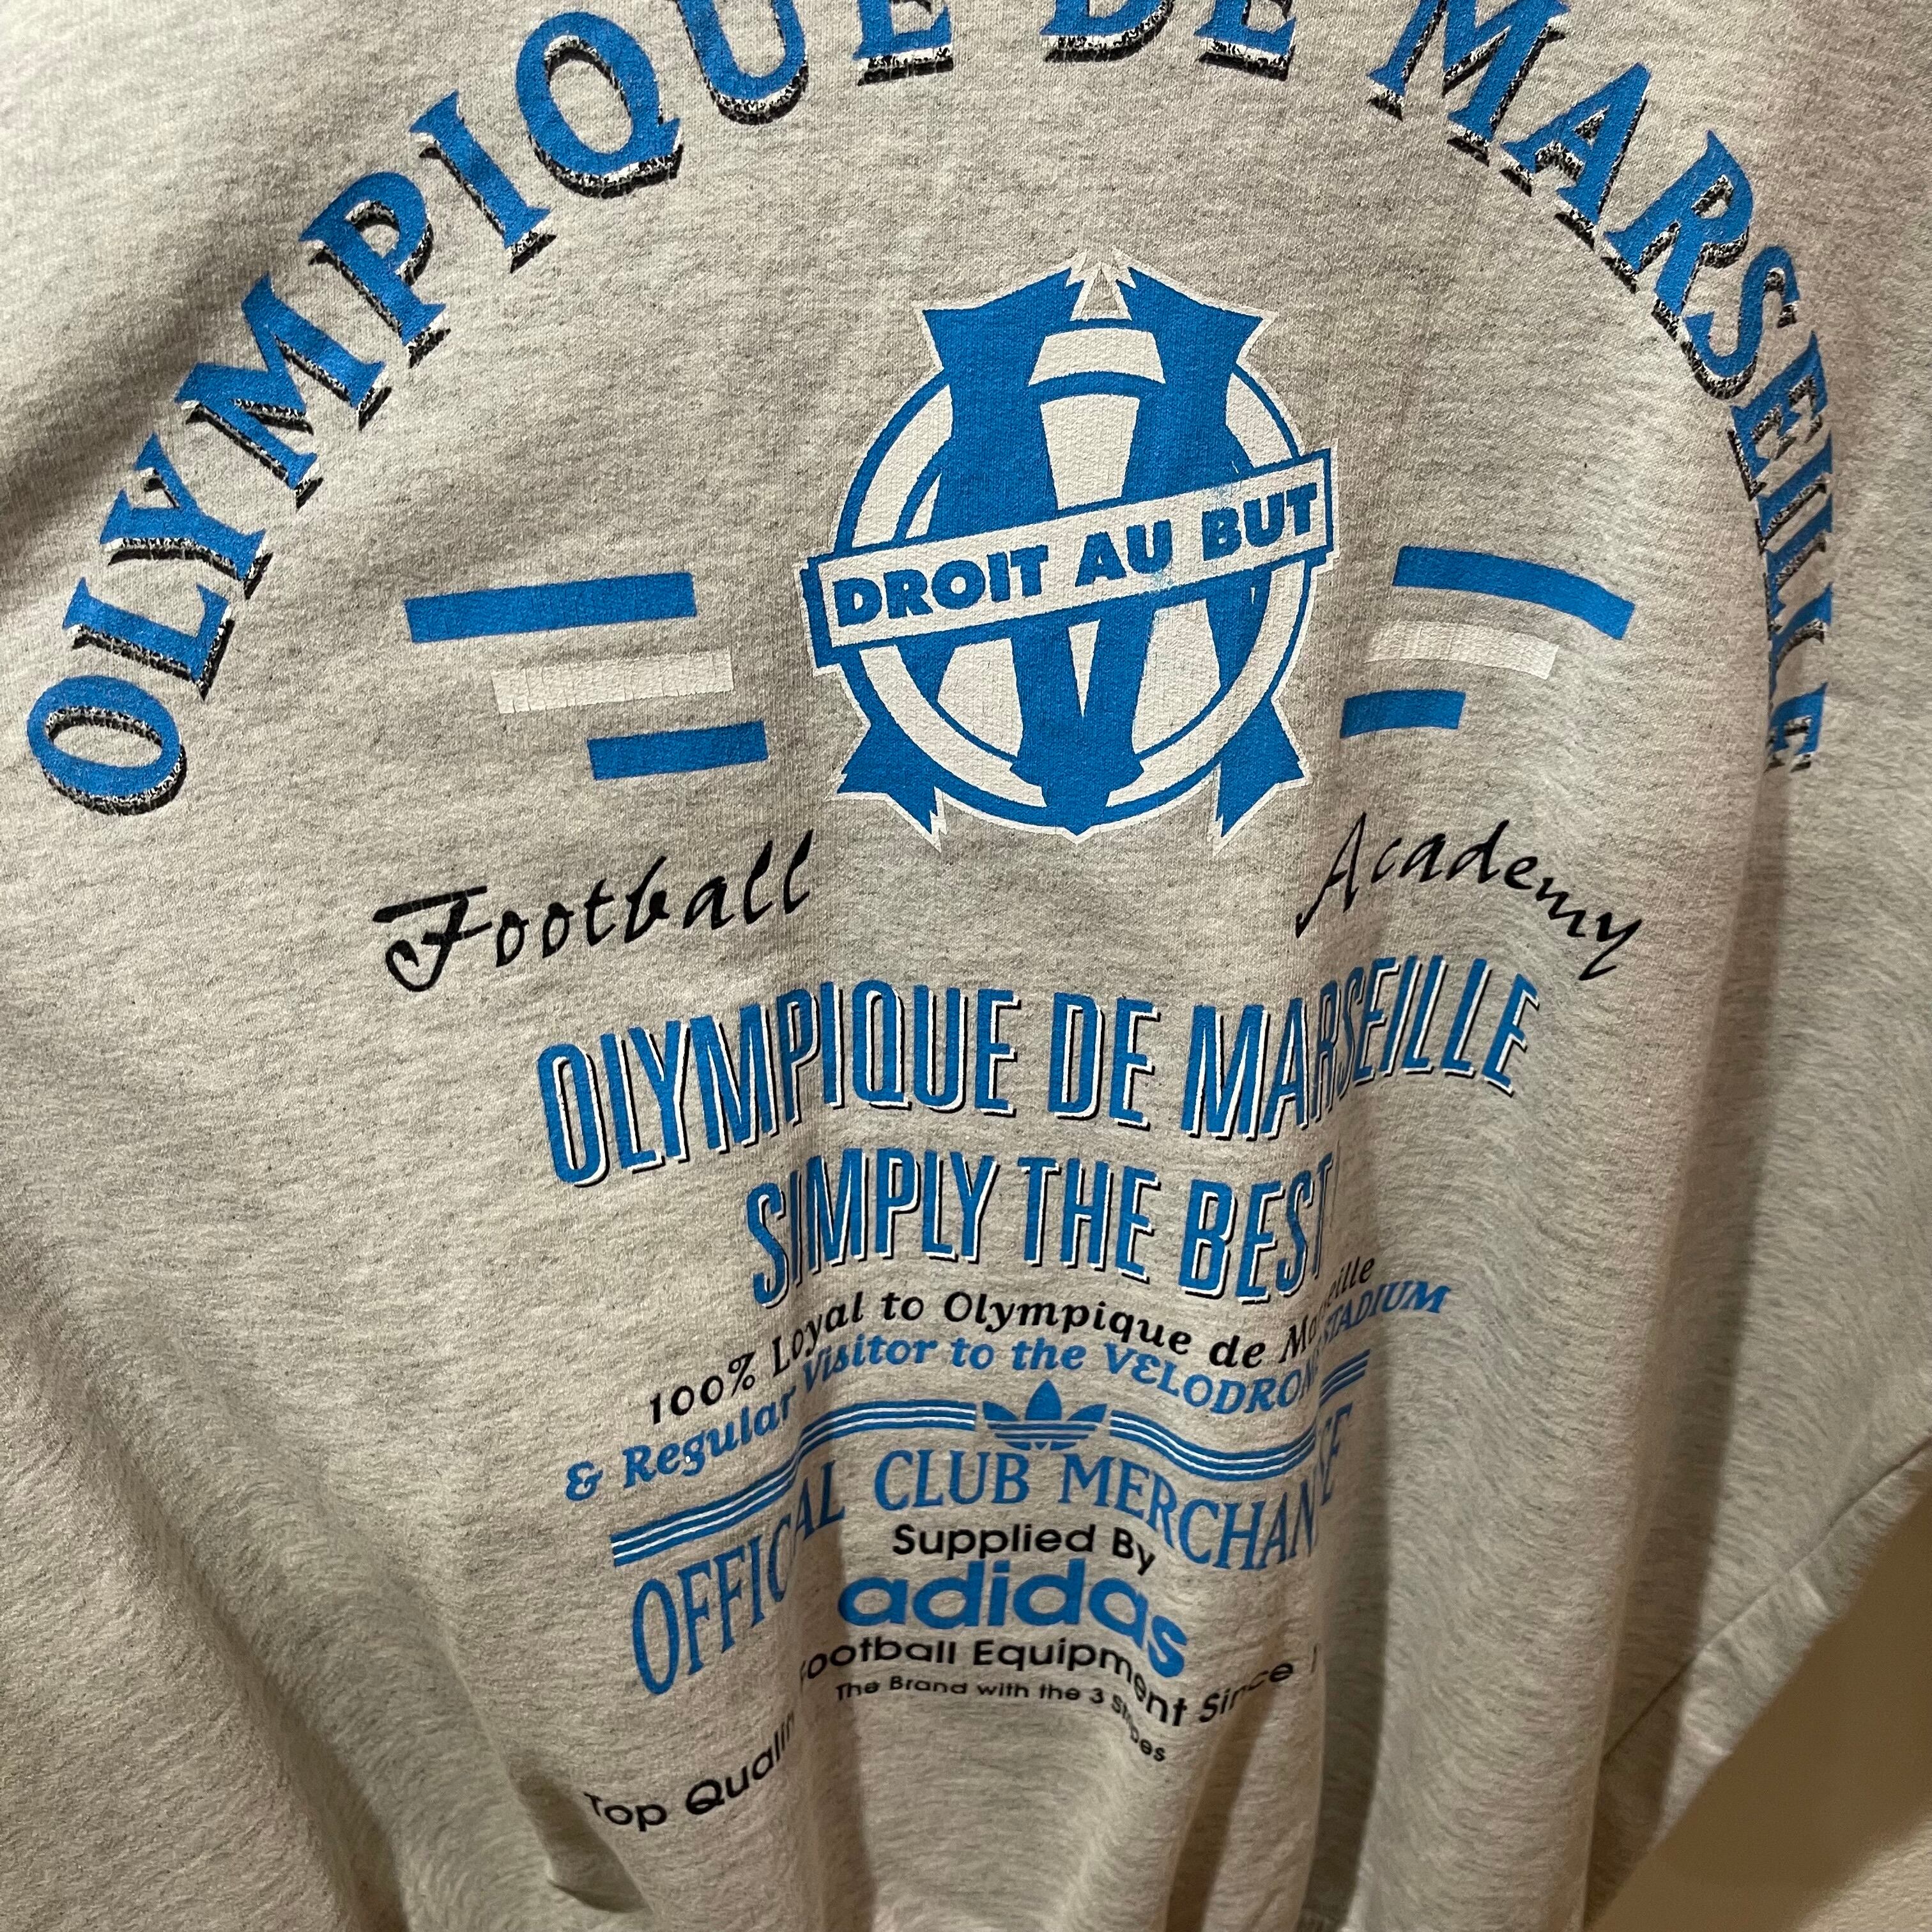 OLYMPIQUE DE MARSEILLE
DROIT AU BUT
Football Academy
OLYMPIQUE DE MARSEILLE
SIMPLY THE BEST
100% Loyal to Olympique de Marseille
& Regular Visitor to the VELODROME STADIUM
OFFICIAL CLUB MERCHANDISE
Supplied By
adidas
Top Quality Football Equipment Since
The Brand with the 3 Stripes